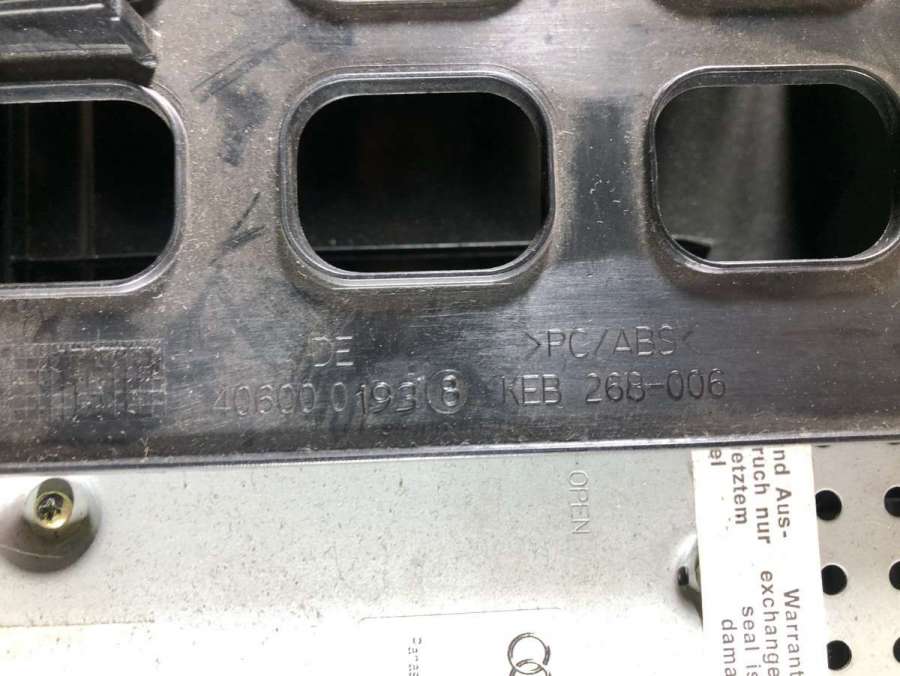 DE
>PC/ABS<
40600 0193 8 KEB 268-006
OPEN
nd Aus-
ruch nur
etztem
el
Warrant
exchange
seal is
dama
Panas